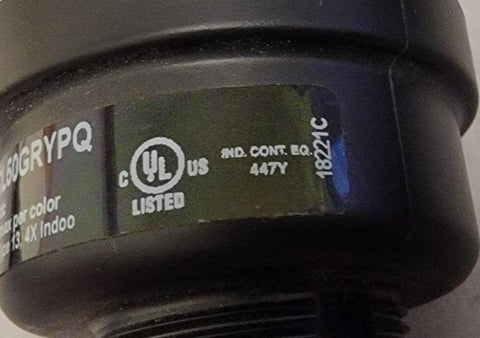 L50GRYPQ
max per color
13, 4X Indoo
C UL US
LISTED
IND. CONT. EQ.
447Y
18221C